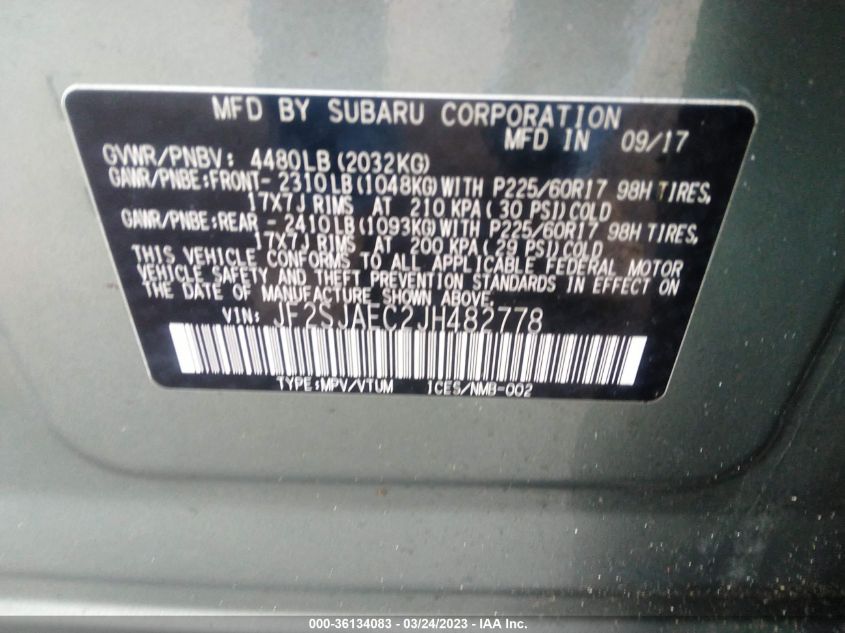 MFD BY SUBARU CORPORATION
MFD IN 09/17
GVWR/PNBV: 4480LB(2032KG)
GAWR/PNBE:FRONT- 2310LB(1048KG)WITH P225/60R17 98H TIRES,
17X7J RIMS AT 210 KPA( 30 PSI)COLD
GAWR/PNBE:REAR - 2410LB(1093KG)WITH P225/60R17 98H TIRES,
17X7J RIMS AT 200 KPA( 29 PSI)COLD
THIS VEHICLE CONFORMS TO ALL APPLICABLE FEDERAL MOTOR
VEHICLE SAFETY AND THEFT PREVENTION STANDARDS IN EFFECT ON
THE DATE OF MANUFACTURE SHOWN ABOVE.
VIN: JF2SJAEC2JH482778
TYPE:MPV/VTUM ICES/NMB-002
000-36134083 - 03/24/2023 - IAA Inc.